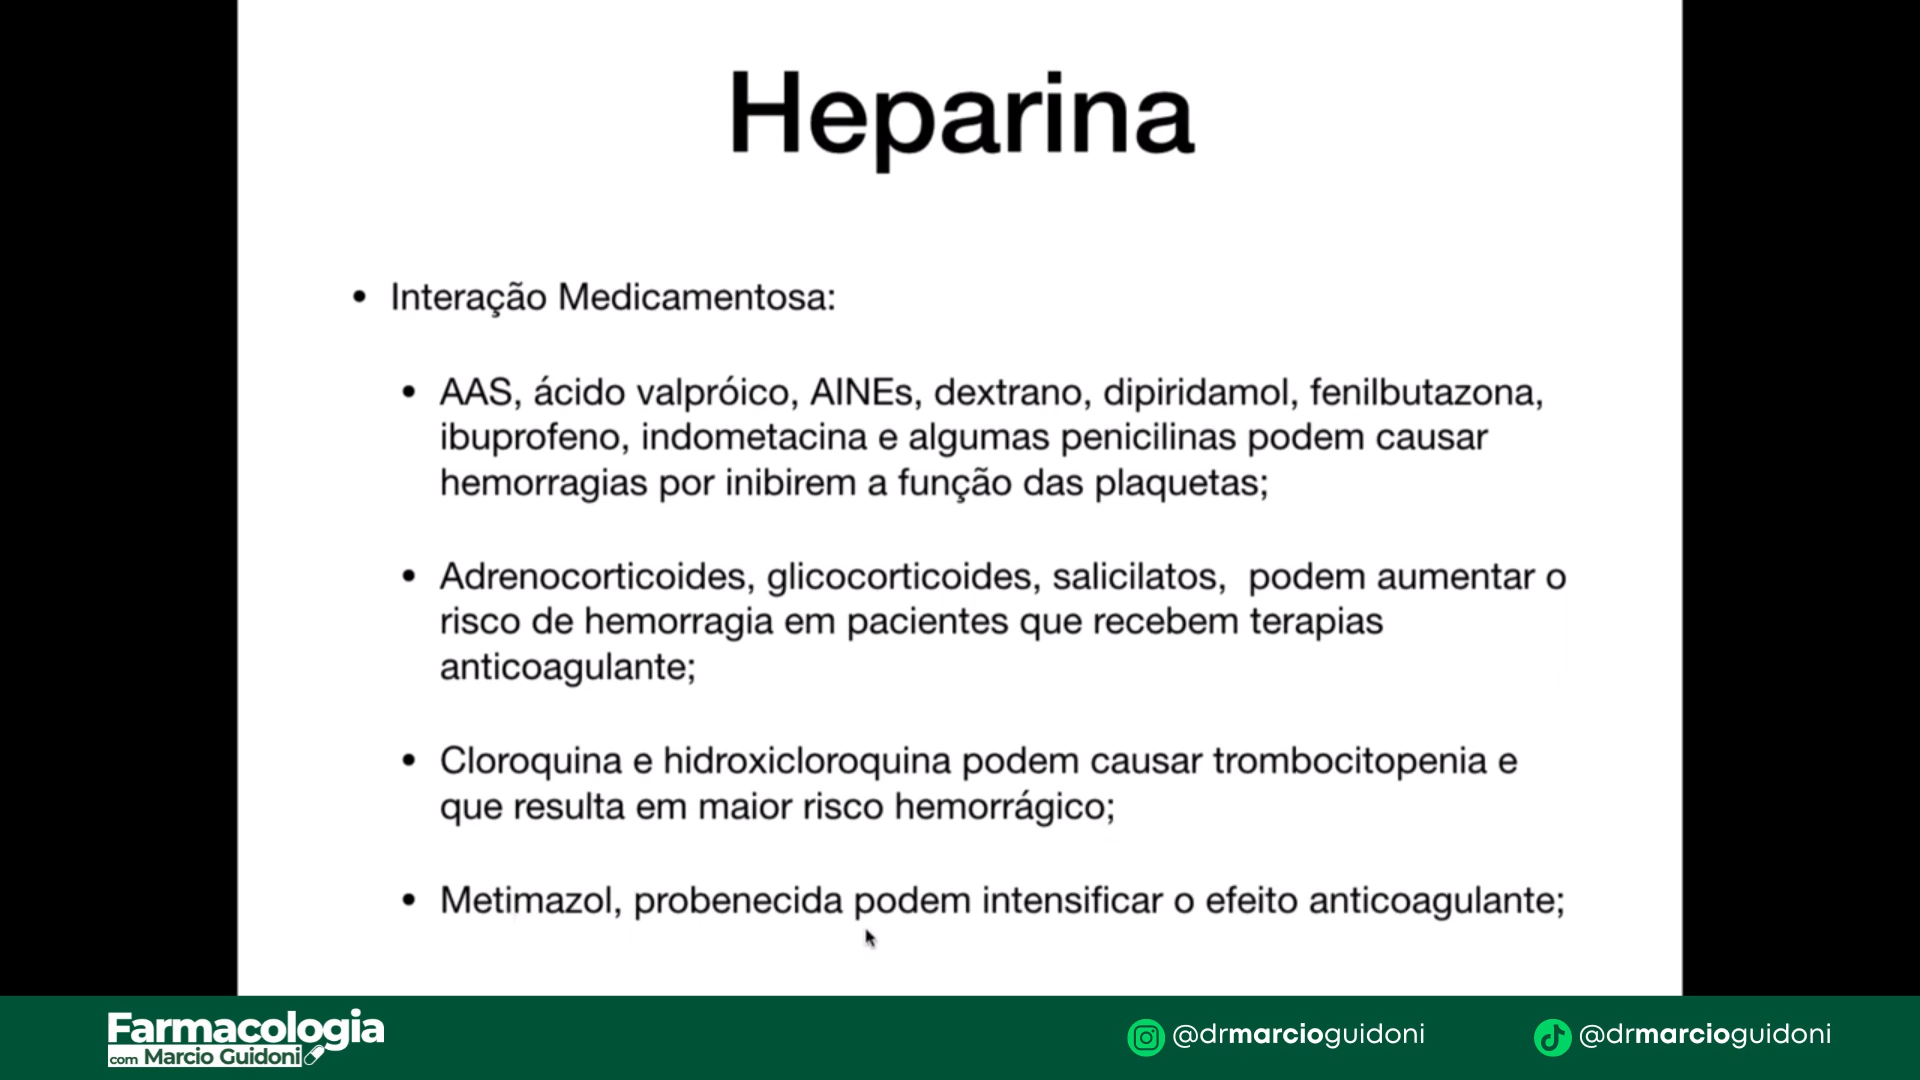 Heparina
• Interação Medicamentosa:
• AAS, ácido valpróico, AINEs, dextrano, dipiridamol, fenilbutazona,
ibuprofeno, indometacina e algumas penicilinas podem causar
hemorragias por inibirem a função das plaquetas;
• Adrenocorticoides, glicocorticoides, salicilatos,  podem aumentar o
risco de hemorragia em pacientes que recebem terapias
anticoagulante;
• Cloroquina e hidroxicloroquina podem causar trombocitopenia e
que resulta em maior risco hemorrágico;
• Metimazol, probenecida podem intensificar o efeito anticoagulante;
Farmacologia
com Marcio Guidoni
@drmarcioguidoni
@drmarcioguidoni